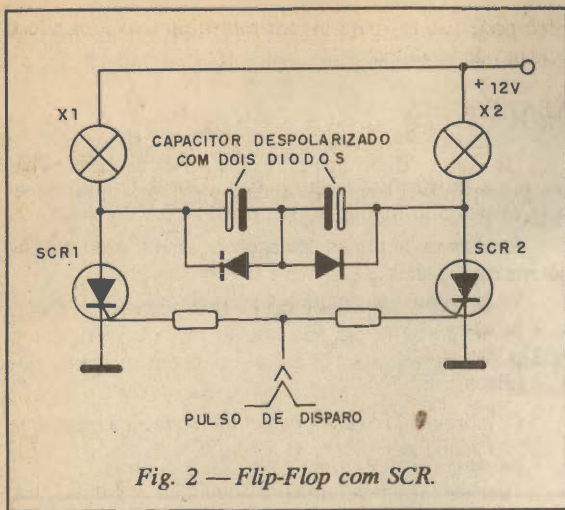 + 12V
X1
X2
CAPACITOR DESPOLARIZADO
COM DOIS DIODOS
SCR1
SCR 2
PULSO DE DISPARO
Fig. 2 — Flip-Flop com SCR.